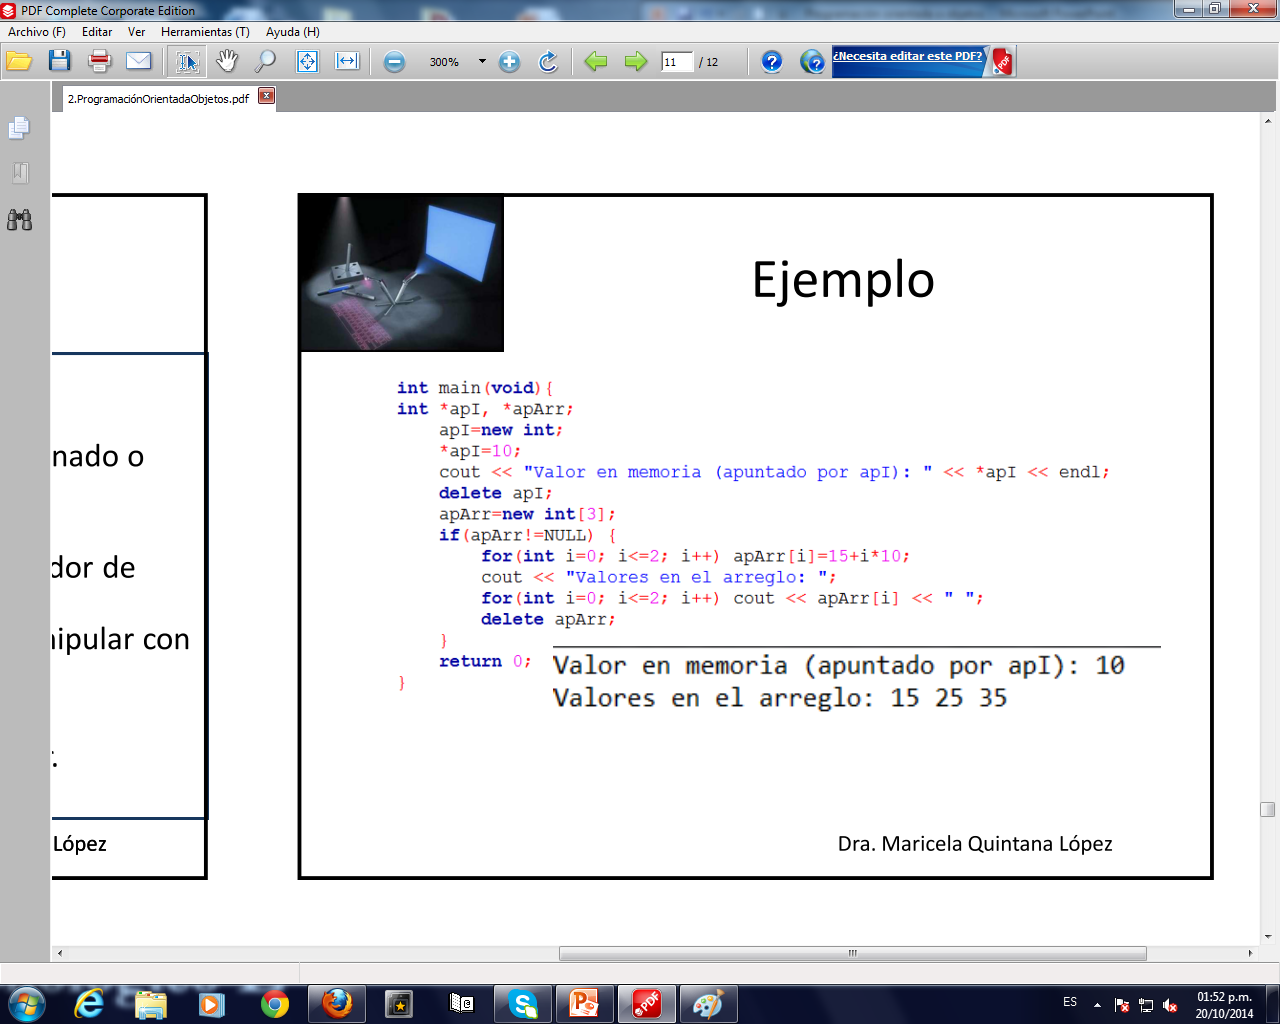 PDF Complete Corporate Edition
Archivo (F) Editar Ver Herramientas (T) Ayuda (H)
300% 11 / 12 ¿Necesita editar este PDF? PDF
2.ProgramaciónOrientadaObjetos.pdf
nado o
dor de
nipular con
López
Ejemplo
int main(void){
int *apI, *apArr;
apI=new int;
*apI=10;
cout << "Valor en memoria (apuntado por apI): " << *apI << endl;
delete apI;
apArr=new int[3];
if(apArr!=NULL) {
for(int i=0; i<=2; i++) apArr[i]=15+i*10;
cout << "Valores en el arreglo: ";
for(int i=0; i<=2; i++) cout << apArr[i] << " ";
delete apArr;
}
return 0;
}
Valor en memoria (apuntado por apI): 10
Valores en el arreglo: 15 25 35
Dra. Maricela Quintana López
ES 01:52 p.m.
20/10/2014